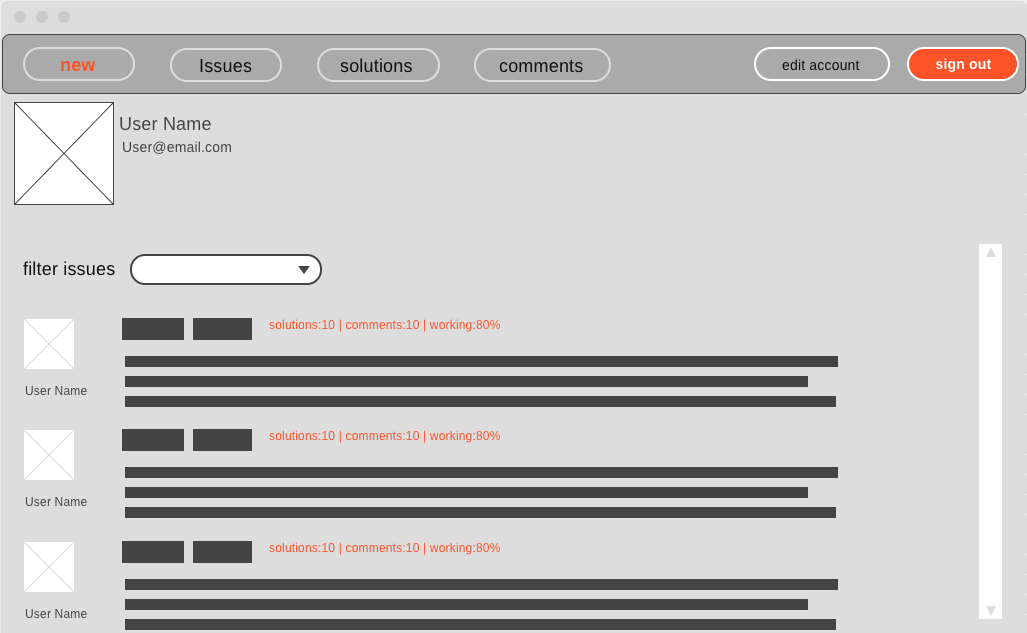 new Issues solutions comments edit account sign out
User Name
User@email.com
filter issues
solutions:10 | comments:10 | working:80%
User Name
solutions:10 | comments:10 | working:80%
User Name
solutions:10 | comments:10 | working:80%
User Name